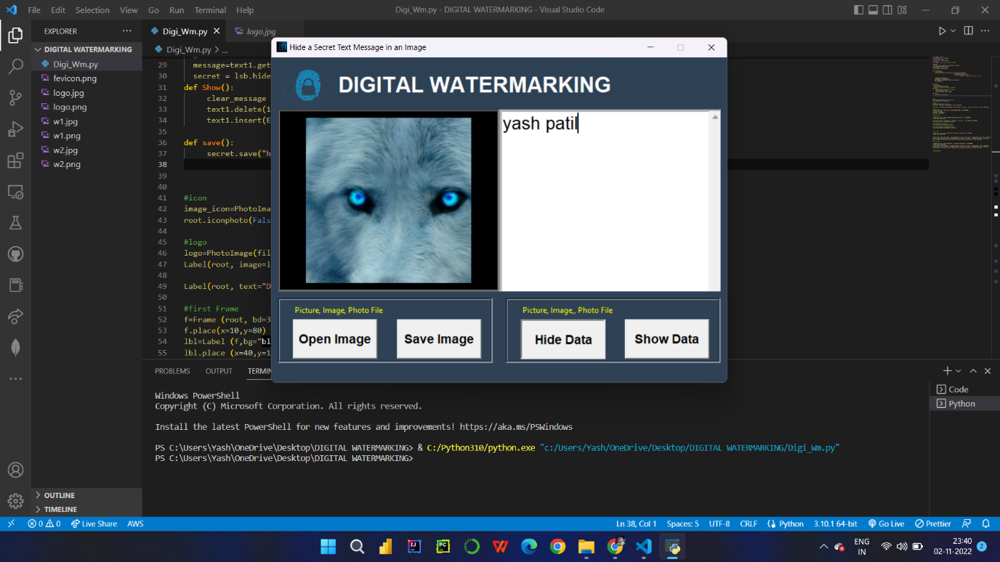 File Edit Selection View Go Run Terminal Help
Digi_Wm.py - DIGITAL WATERMARKING - Visual Studio Code
EXPLORER
DIGITAL WATERMARKING
Digi_Wm.py
fevicon.png
logo.jpg
logo.png
w1.jpg
w1.png
w2.jpg
w2.png
OUTLINE
TIMELINE
Digi_Wm.py
logo.jpg
Digi_Wm.py > ...
29 message=text1.get
30 secret = lsb.hide
31 def Show():
32 clear_message
33 text1.delete(1
34 text1.insert(E
35
36 def save():
37 secret.save("h
38
39
40
41 #icon
42 image_icon=PhotoIma
43 root.iconphoto(Fals
44
45 #logo
46 logo=PhotoImage(fil
47 Label(root, image=l
48
49 Label(root, text="D
50
51 #first Frame
52 f=Frame (root, bd=3
53 f.place(x=10,y=80)
54 lbl=Label (f,bg="bl
55 lbl.place (x=40,y=1
Hide a Secret Text Message in an Image
DIGITAL WATERMARKING
yash patil
Picture, Image, Photo File
Open Image Save Image
Picture, Image,, Photo File
Hide Data Show Data
PROBLEMS OUTPUT TERMIN
Code
Python
Windows PowerShell
Copyright (C) Microsoft Corporation. All rights reserved.
Install the latest PowerShell for new features and improvements! https://aka.ms/PSWindows
PS C:\Users\Yash\OneDrive\Desktop\DIGITAL WATERMARKING> & C:/Python310/python.exe "c:/Users/Yash/OneDrive/Desktop/DIGITAL WATERMARKING/Digi_Wm.py"
PS C:\Users\Yash\OneDrive\Desktop\DIGITAL WATERMARKING>
0 0 Live Share AWS
Ln 38, Col 1 Spaces: 5 UTF-8 CRLF Python 3.10.1 64-bit Go Live Prettier
ENG
IN
23:40
02-11-2022
2